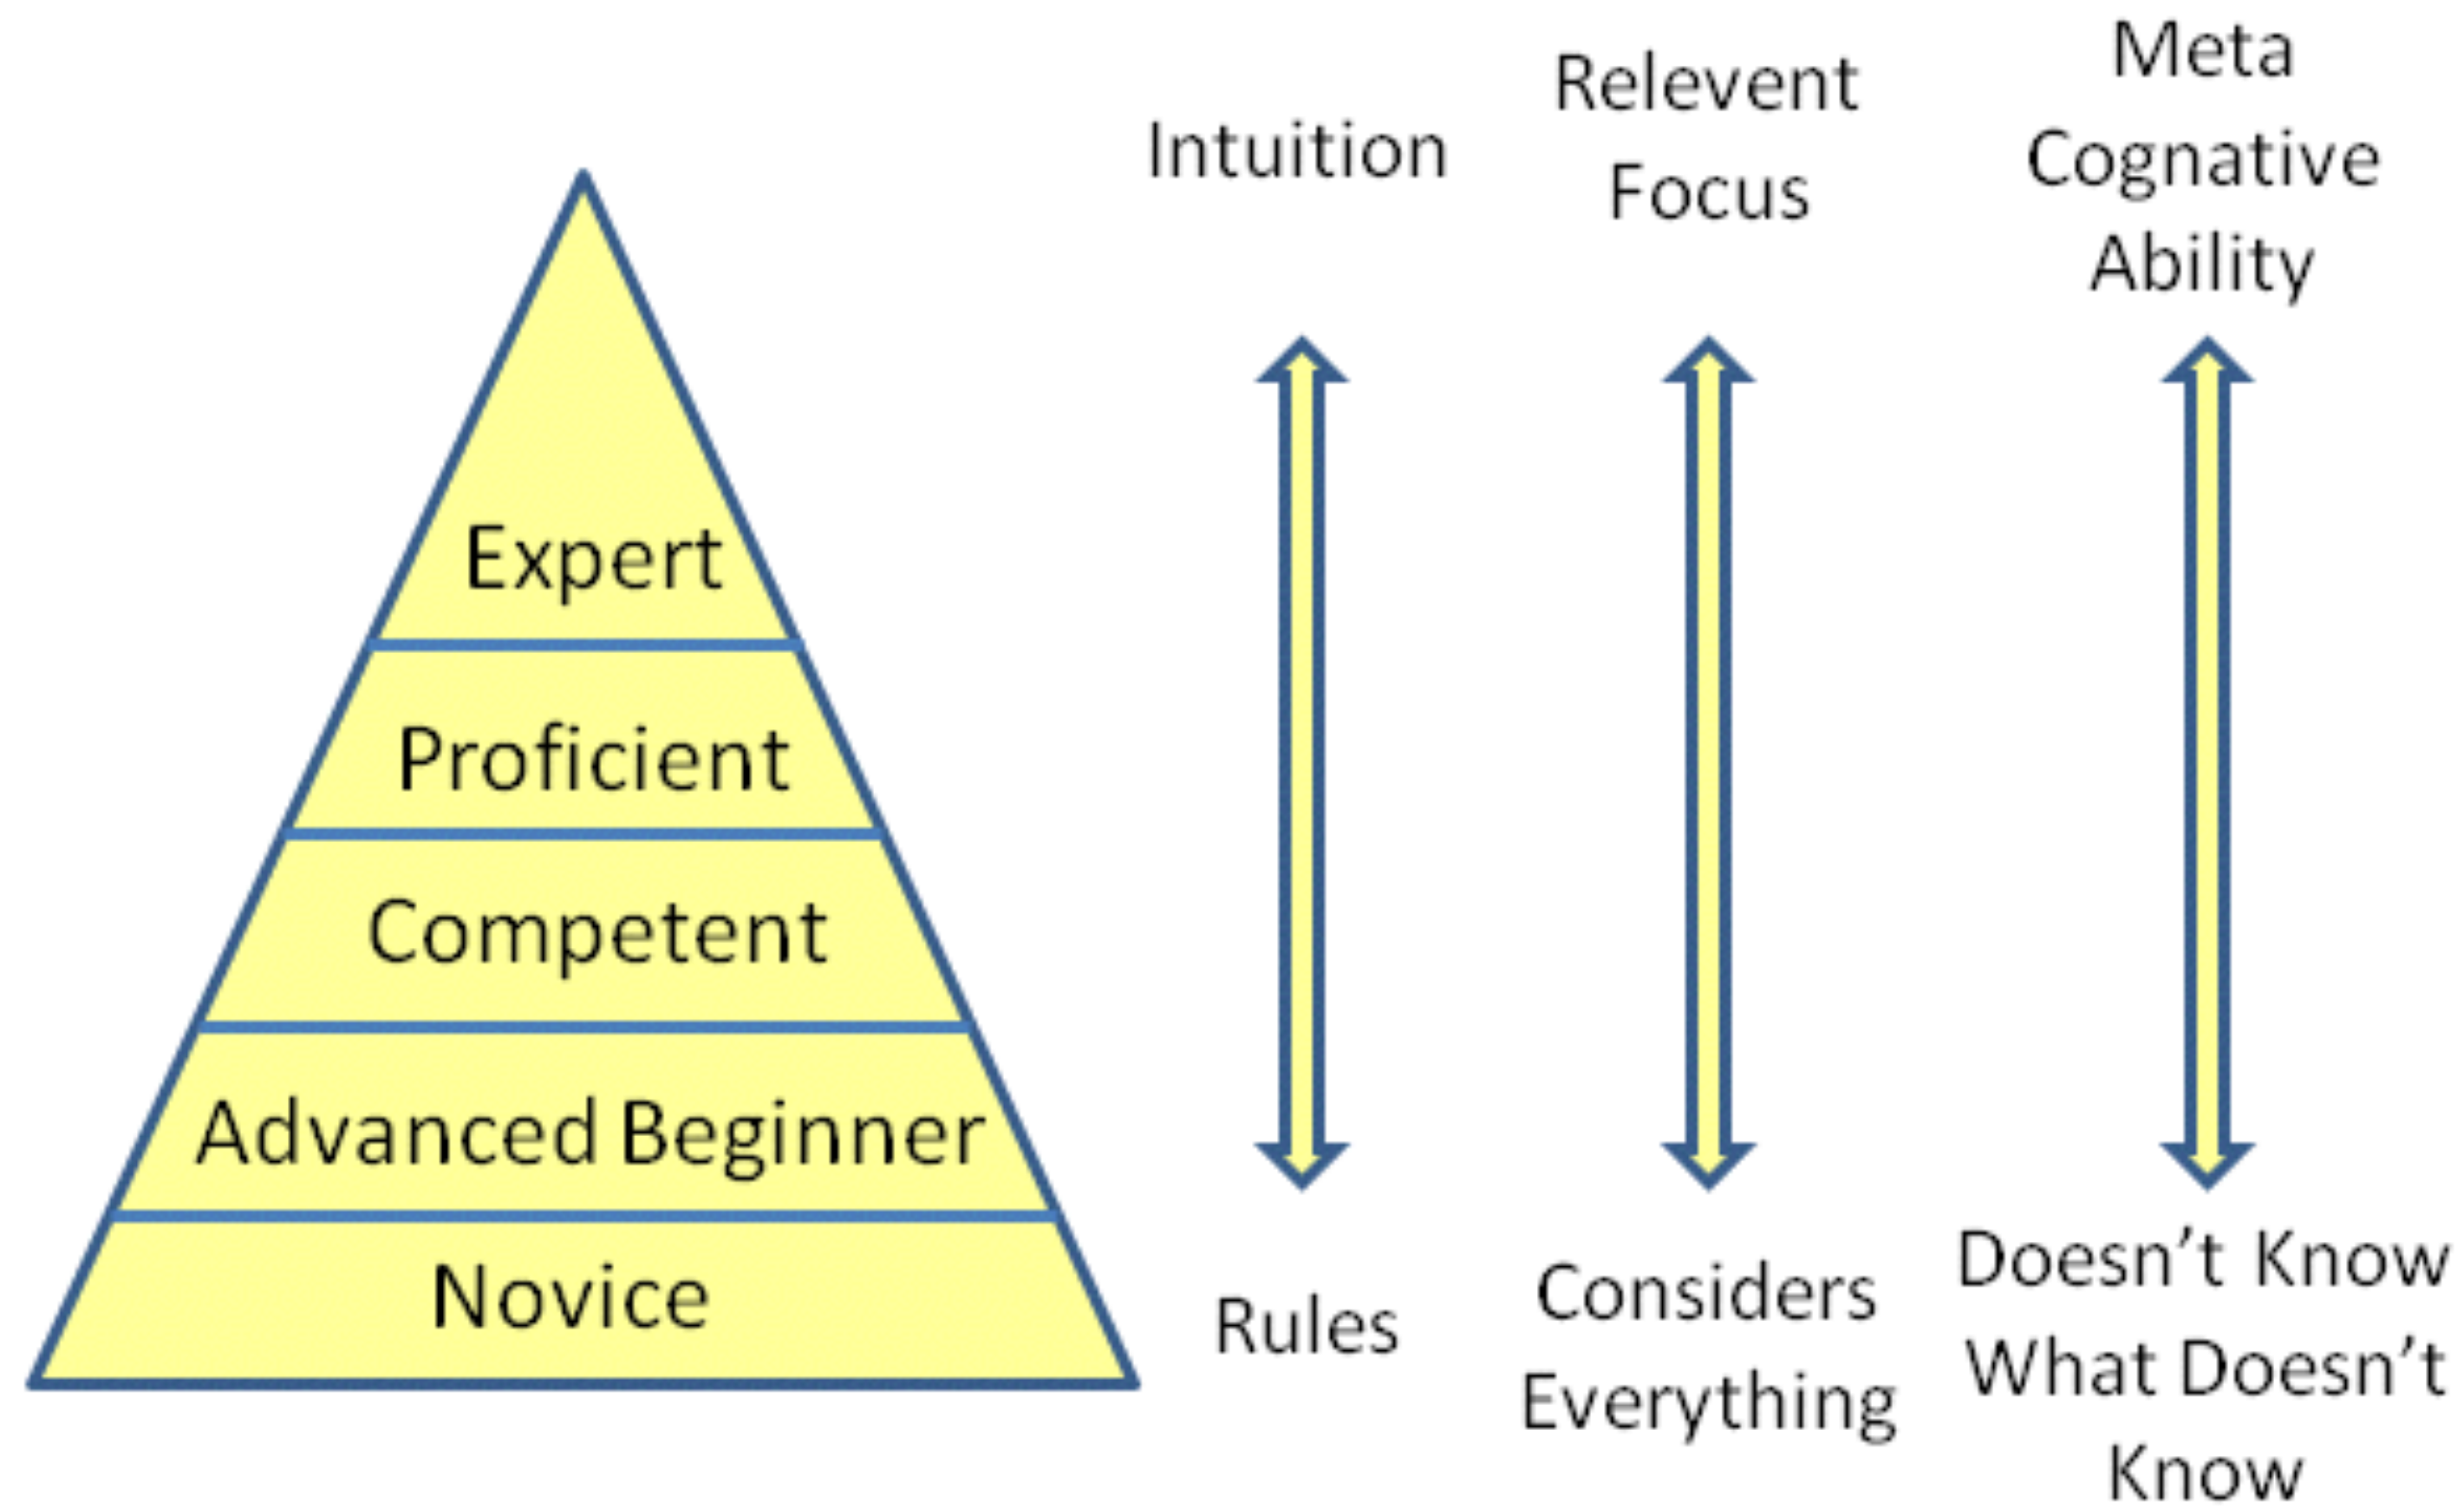 Expert
Proficient
Competent
Advanced Beginner
Novice
Intuition
Rules
Relevent
Focus
Considers
Everything
Meta
Cognative
Ability
Doesn’t Know
What Doesn’t
Know